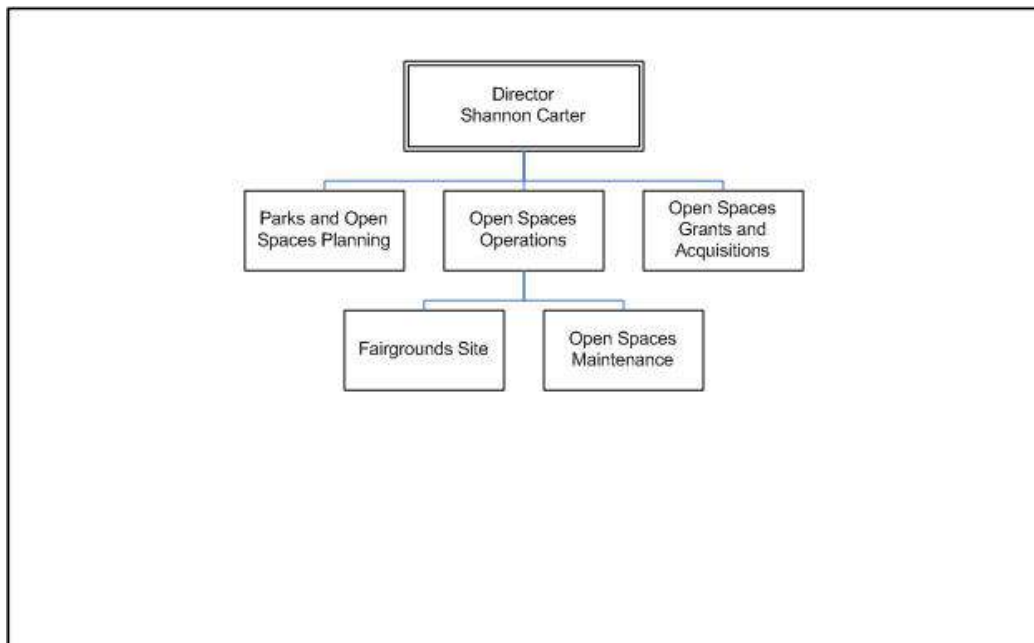 Director
Shannon Carter
Parks and Open
Spaces Planning
Open Spaces
Operations
Open Spaces
Grants and
Acquisitions
Fairgrounds Site
Open Spaces
Maintenance